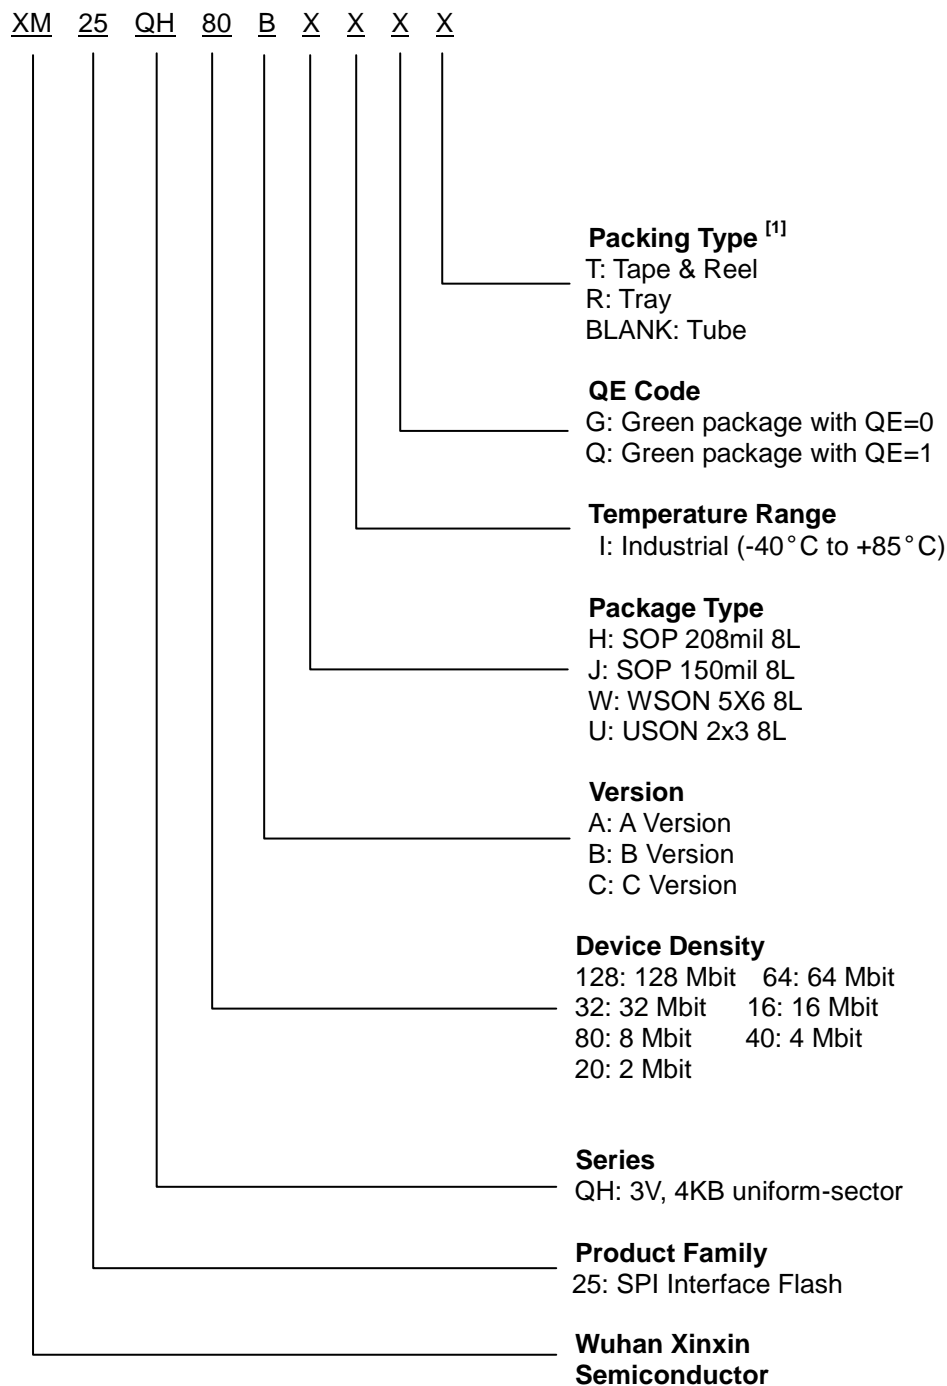 XM 25 QH 80 B X X X X
Packing Type [1]
T: Tape & Reel
R: Tray
BLANK: Tube
QE Code
G: Green package with QE=0
Q: Green package with QE=1
Temperature Range
I: Industrial (-40°C to +85°C)
Package Type
H: SOP 208mil 8L
J: SOP 150mil 8L
W: WSON 5X6 8L
U: USON 2x3 8L
Version
A: A Version
B: B Version
C: C Version
Device Density
128: 128 Mbit 64: 64 Mbit
32: 32 Mbit 16: 16 Mbit
80: 8 Mbit 40: 4 Mbit
20: 2 Mbit
Series
QH: 3V, 4KB uniform-sector
Product Family
25: SPI Interface Flash
Wuhan Xinxin
Semiconductor